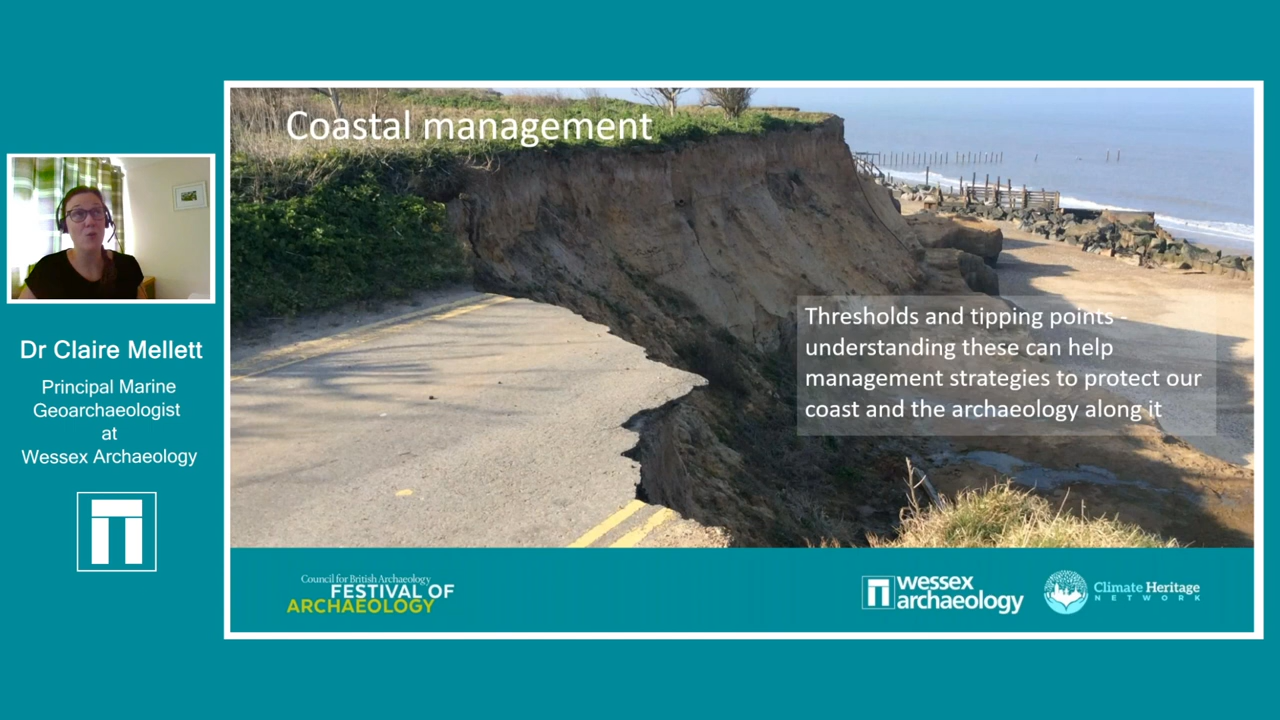 Coastal management
Thresholds and tipping points -
understanding these can help
management strategies to protect our
coast and the archaeology along it
Dr Claire Mellett
Principal Marine
Geoarchaeologist
at
Wessex Archaeology
Council for British Archaeology
FESTIVAL OF
ARCHAEOLOGY
wessex
archaeology
Climate Heritage
NETWORK